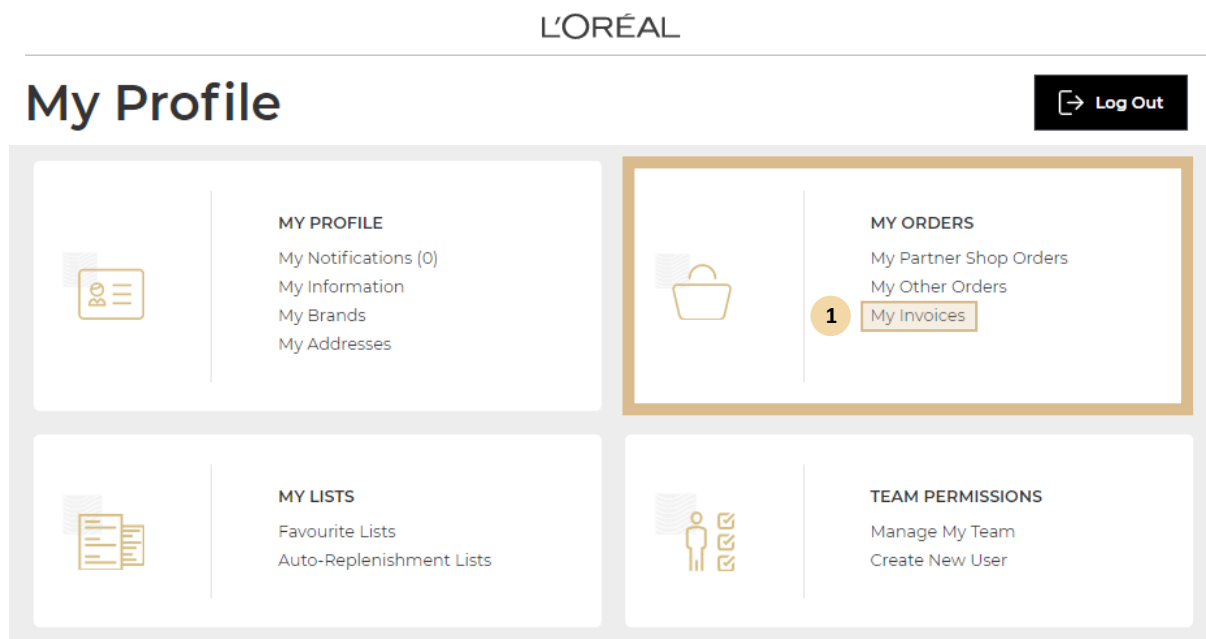 L'ORÉAL
My Profile
Log Out
MY PROFILE
My Notifications (0)
My Information
My Brands
My Addresses
MY ORDERS
My Partner Shop Orders
My Other Orders
1 My Invoices
MY LISTS
Favourite Lists
Auto-Replenishment Lists
TEAM PERMISSIONS
Manage My Team
Create New User